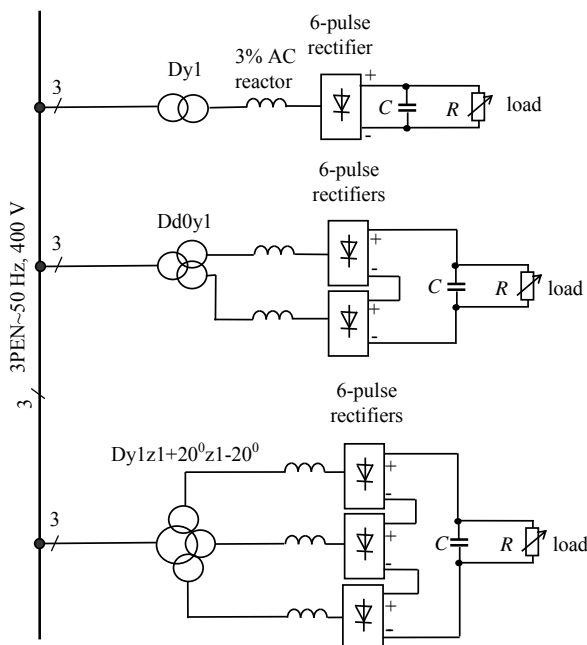 6-pulse
rectifier
3% AC
reactor
Dy1
3
+
-
C
R
load
6-pulse
rectifiers
Dd0y1
3
+
-
+
-
C
R
load
3PEN~50 Hz, 400 V
3
6-pulse
rectifiers
Dy1z1+20⁰z1-20⁰
3
+
-
+
-
+
-
C
R
load